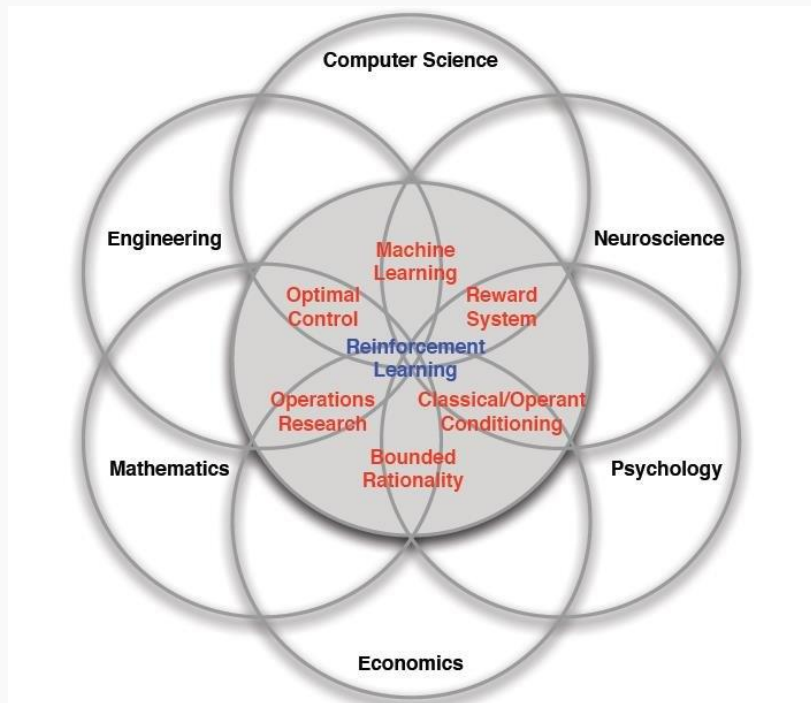 Computer Science
Engineering
Neuroscience
Machine
Learning
Optimal
Control
Reward
System
Reinforcement
Learning
Operations
Research
Classical/Operant
Conditioning
Bounded
Rationality
Mathematics
Psychology
Economics